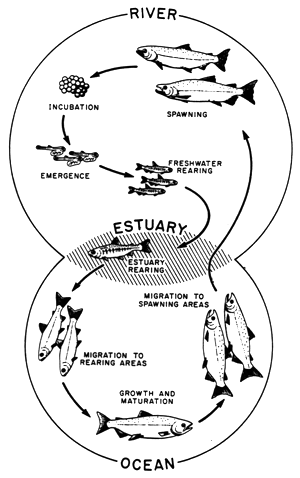 RIVER
SPAWNING
INCUBATION
EMERGENCE
FRESHWATER
REARING
ESTUARY
ESTUARY
REARING
MIGRATION TO
SPAWNING AREAS
MIGRATION TO
REARING AREAS
GROWTH AND
MATURATION
OCEAN